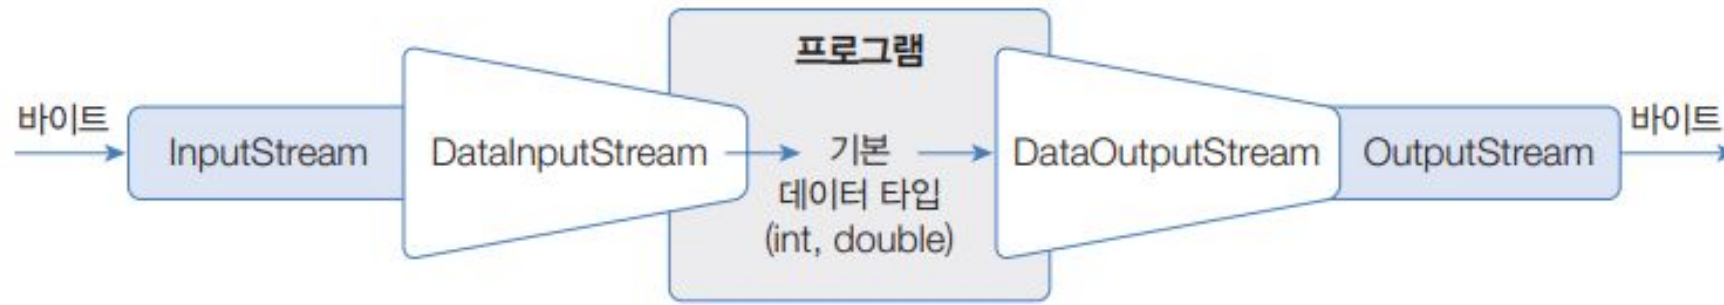 프로그램
바이트
InputStream
DataInputStream
기본
데이터 타입
(int, double)
DataOutputStream
OutputStream
바이트